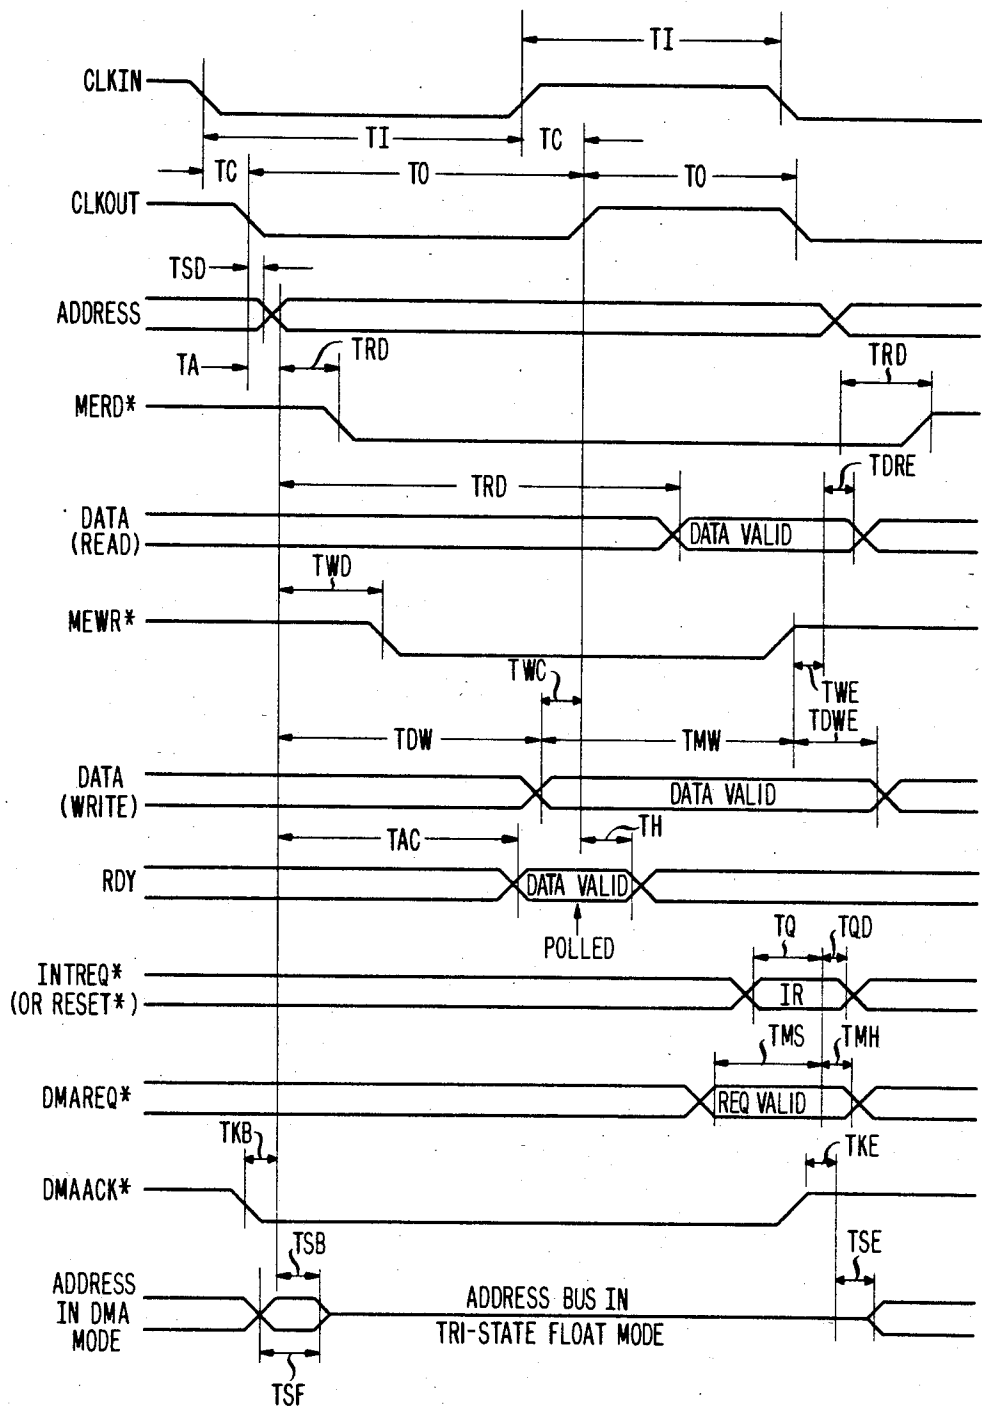 TI
CLKIN
TI TC
TC TO TO
CLKOUT
TSD
ADDRESS
TA TRD TRD
MERD*
TDRE
TRD
DATA
(READ)
DATA VALID
TWD
MEWR*
TWC
TWE
TDWE
TDW TMW
DATA
(WRITE)
DATA VALID
TAC TH
RDY
DATA VALID
POLLED
TQ TQD
INTREQ*
(OR RESET*)
IR
TMS TMH
DMAREQ*
REQ VALID
TKB TKE
DMAACK*
TSB TSE
ADDRESS
IN DMA
MODE
ADDRESS BUS IN
TRI-STATE FLOAT MODE
TSF